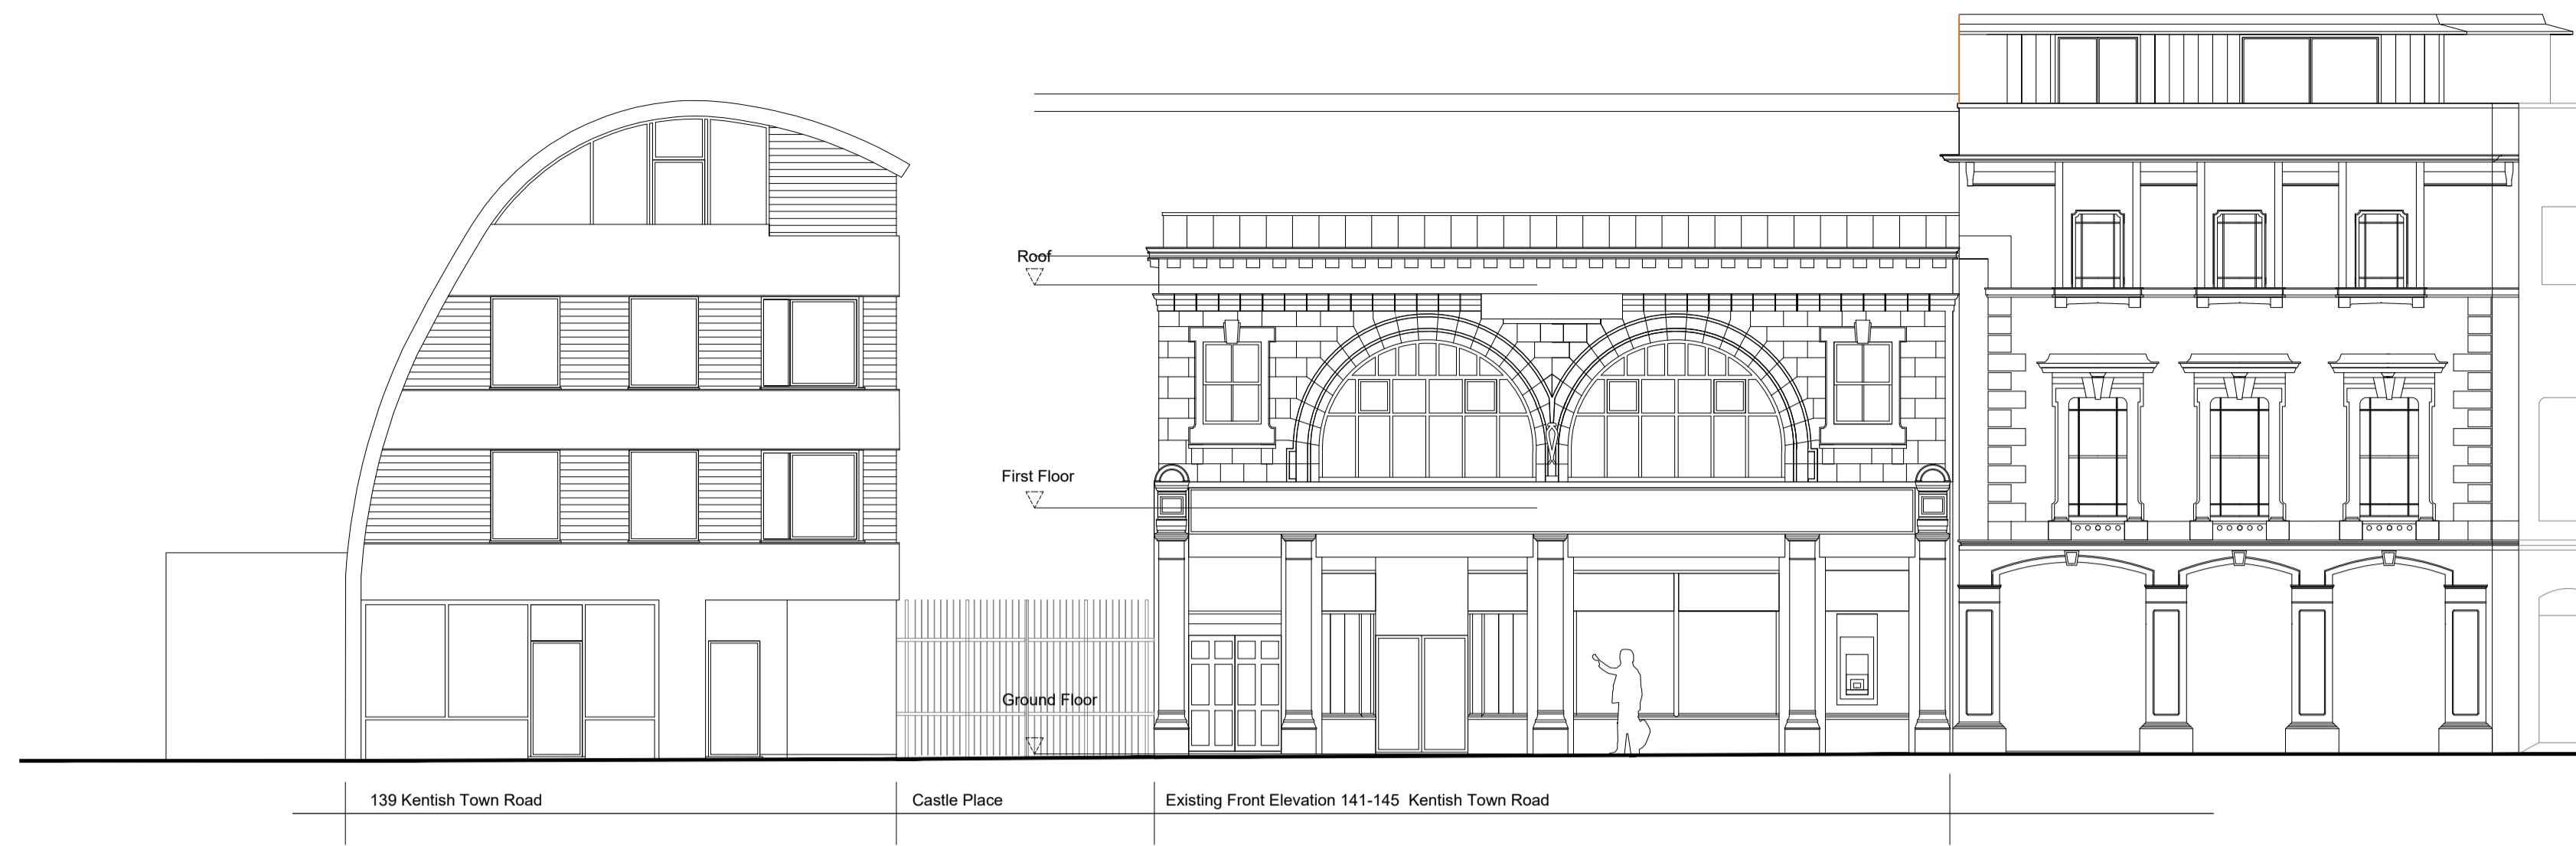 Roof
First Floor
Ground Floor
139 Kentish Town Road
Castle Place
Existing Front Elevation 141-145 Kentish Town Road